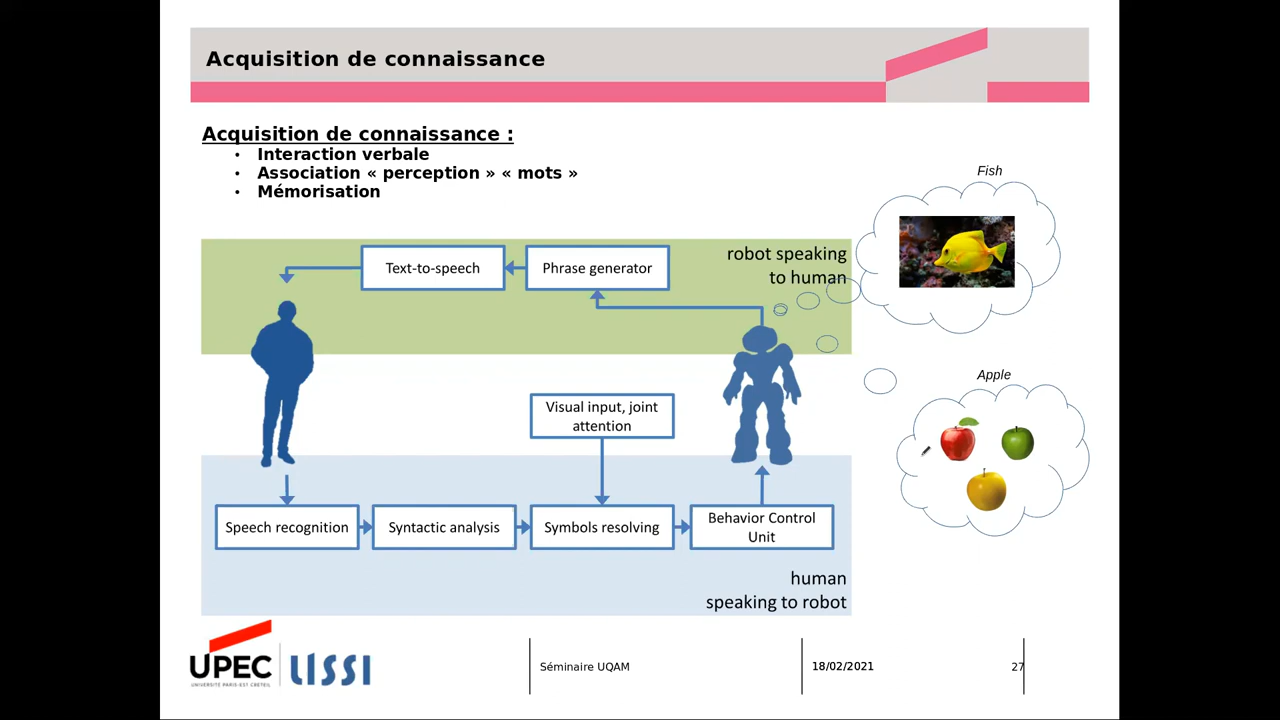 Acquisition de connaissance
Acquisition de connaissance :
• Interaction verbale
• Association « perception » « mots »
• Mémorisation
Fish
robot speaking
to human
Text-to-speech
Phrase generator
Apple
Visual input, joint
attention
Speech recognition
Syntactic analysis
Symbols resolving
Behavior Control
Unit
human
speaking to robot
UPEC
UNIVERSITÉ PARIS-EST CRÉTEIL
LISSI
Séminaire UQAM
18/02/2021
27